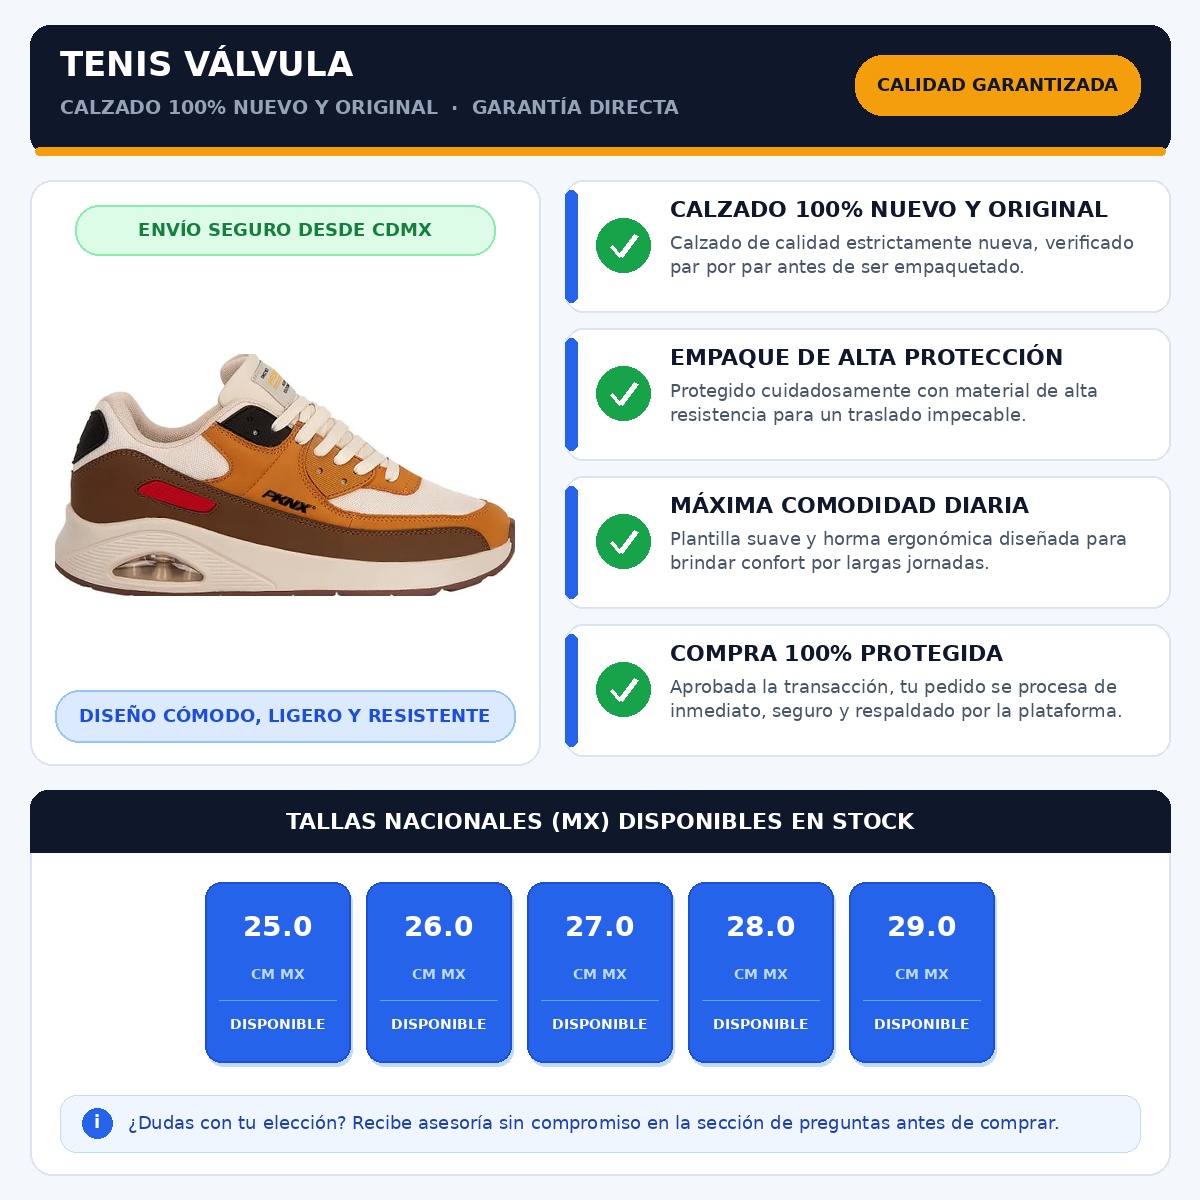 TENIS VÁLVULA
CALZADO 100% NUEVO Y ORIGINAL · GARANTÍA DIRECTA
CALIDAD GARANTIZADA
ENVÍO SEGURO DESDE CDMX
PKNX
DISEÑO CÓMODO, LIGERO Y RESISTENTE
CALZADO 100% NUEVO Y ORIGINAL
Calzado de calidad estrictamente nueva, verificado
par por par antes de ser empaquetado.
EMPAQUE DE ALTA PROTECCIÓN
Protegido cuidadosamente con material de alta
resistencia para un traslado impecable.
MÁXIMA COMODIDAD DIARIA
Plantilla suave y horma ergonómica diseñada para
brindar confort por largas jornadas.
COMPRA 100% PROTEGIDA
Aprobada la transacción, tu pedido se procesa de
inmediato, seguro y respaldado por la plataforma.
TALLAS NACIONALES (MX) DISPONIBLES EN STOCK
25.0 26.0 27.0 28.0 29.0
CM MX CM MX CM MX CM MX CM MX
DISPONIBLE DISPONIBLE DISPONIBLE DISPONIBLE DISPONIBLE
i ¿Dudas con tu elección? Recibe asesoría sin compromiso en la sección de preguntas antes de comprar.